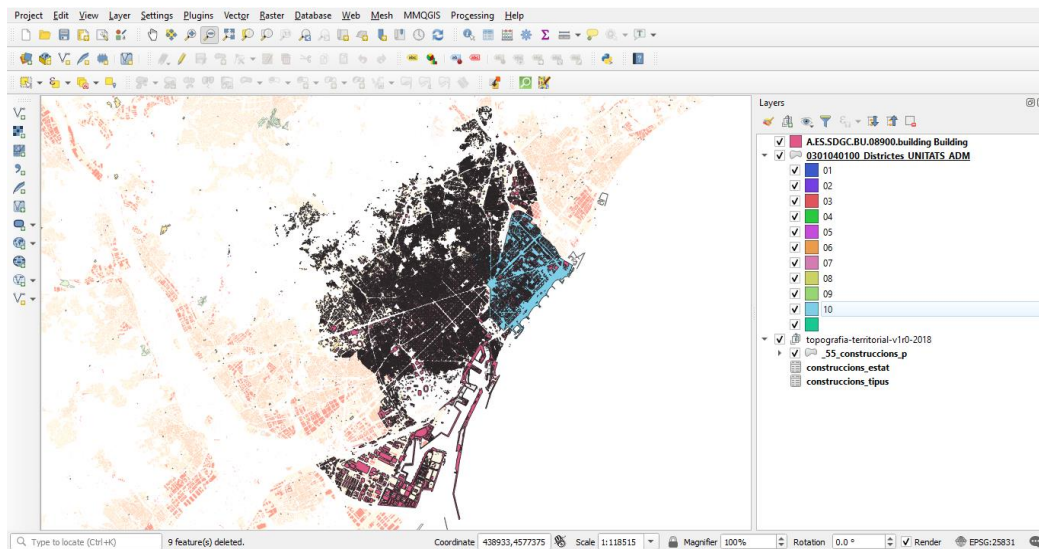 Project Edit View Layer Settings Plugins Vector Raster Database Web Mesh MMQGIS Processing Help
Layers
A.ES.SDGC.BU.08900.building Building
0301040100_Districtes_UNITATS_ADM
01
02
03
04
05
06
07
08
09
10
topografia-territorial-v1r0-2018
_55_construccions_p
construccions_estat
construccions_tipus
Type to locate (Ctrl+K) 9 feature(s) deleted. Coordinate 438933,4577375 Scale 1:118515 Magnifier 100% Rotation 0.0 ° Render EPSG:25831